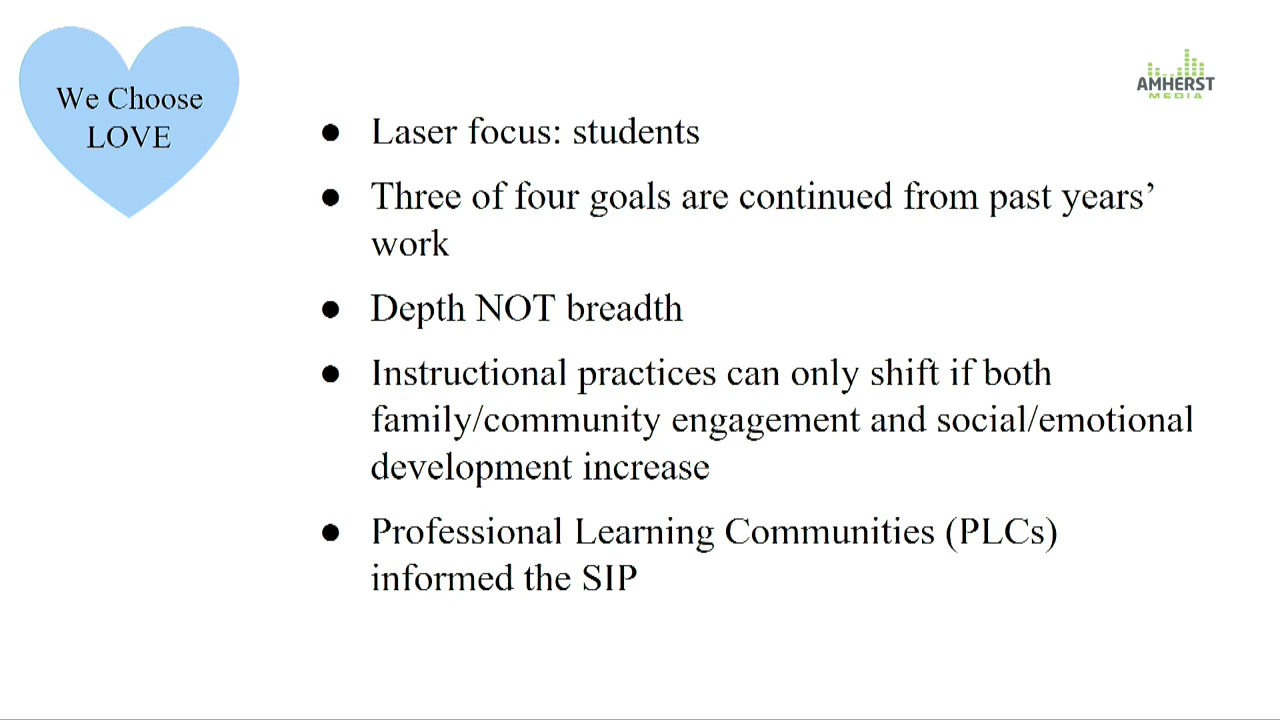 We Choose
LOVE
AMHERST
MEDIA
● Laser focus: students
● Three of four goals are continued from past years’
work
● Depth NOT breadth
● Instructional practices can only shift if both
family/community engagement and social/emotional
development increase
● Professional Learning Communities (PLCs)
informed the SIP